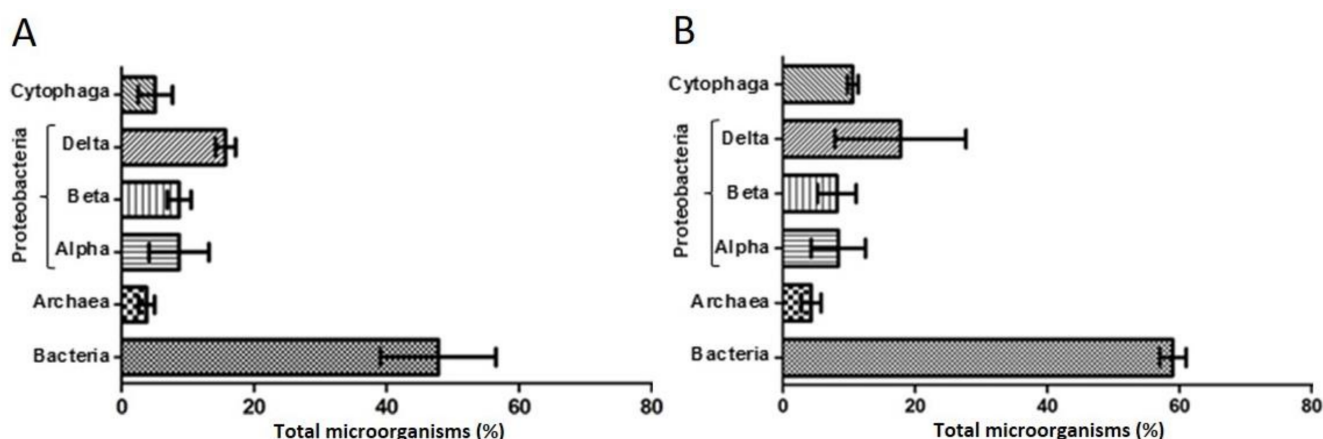 A
Cytophaga
Proteobacteria
Delta
Beta
Alpha
Archaea
Bacteria
0 20 40 60 80
Total microorganisms (%)
B
Cytophaga
Proteobacteria
Delta
Beta
Alpha
Archaea
Bacteria
0 20 40 60 80
Total microorganisms (%)